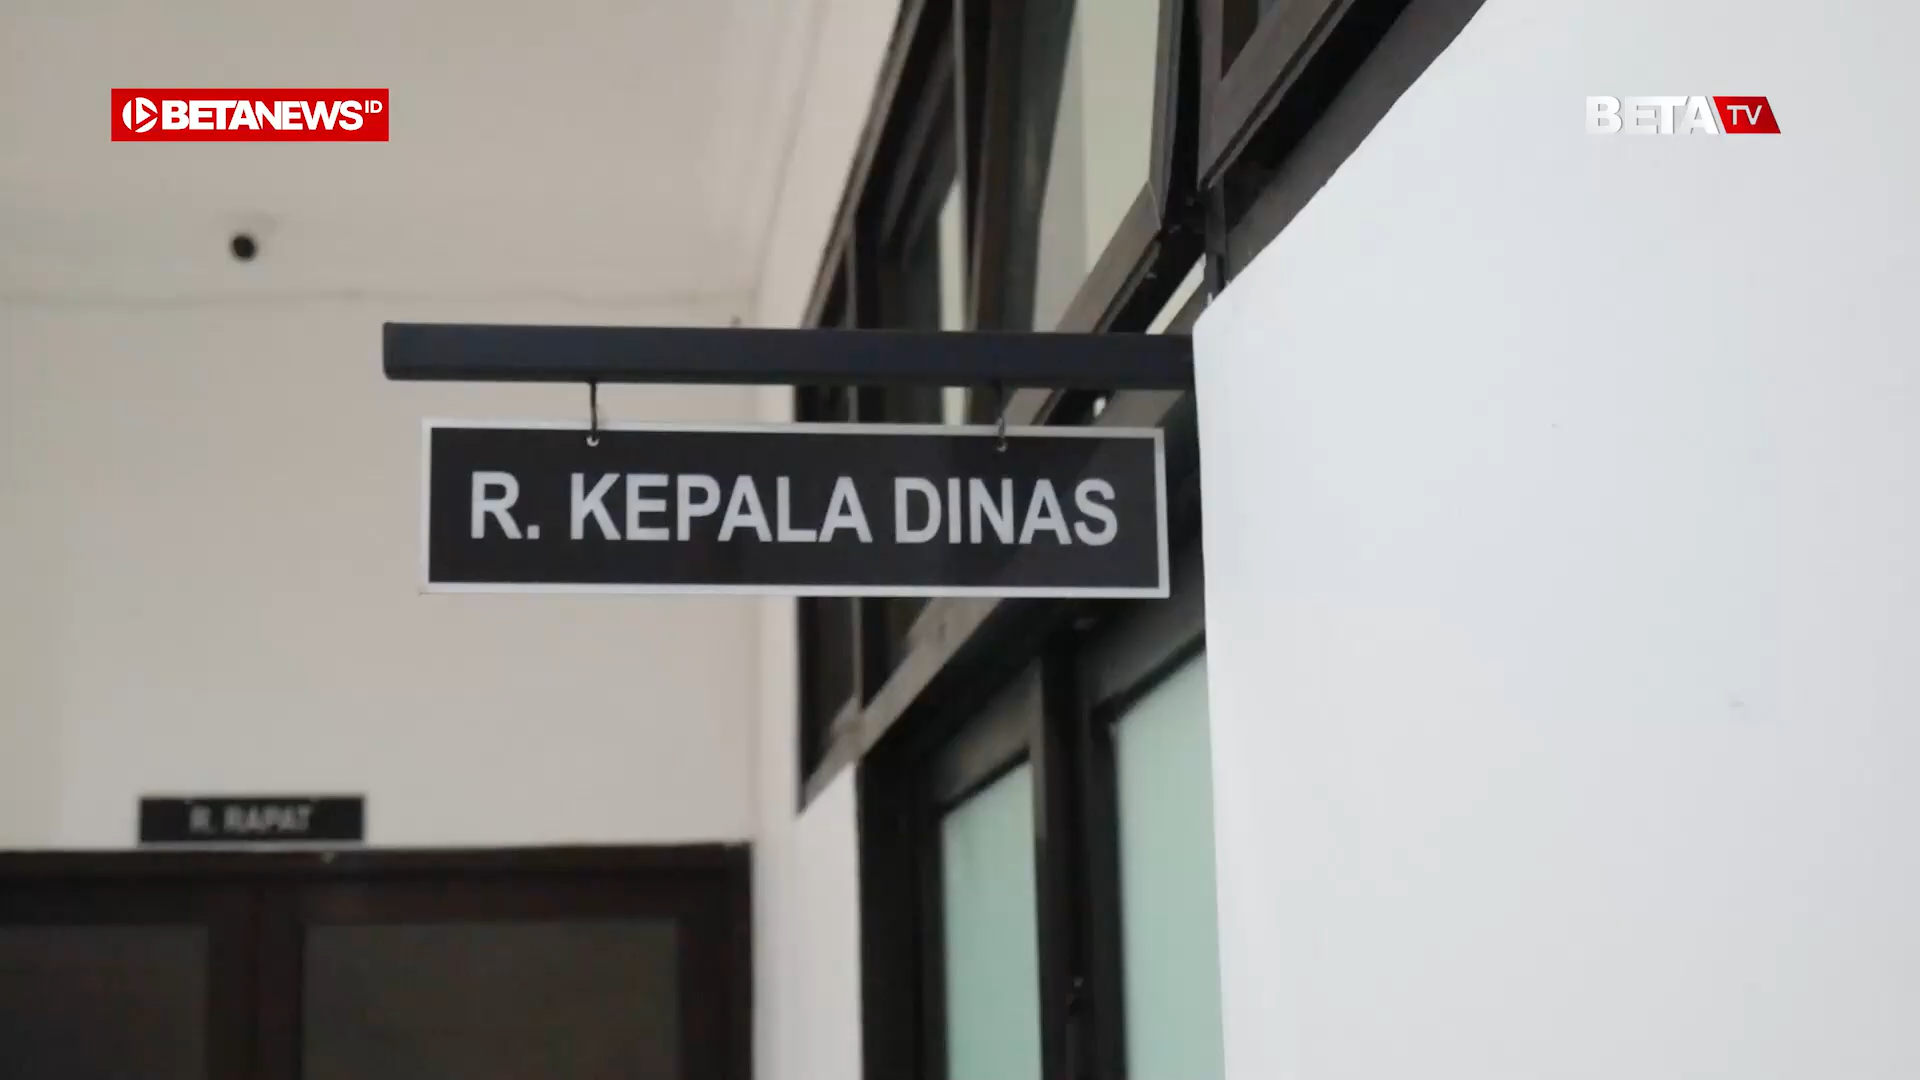 BETANEWS ID
BETA TV
R. KEPALA DINAS
R. RAPAT